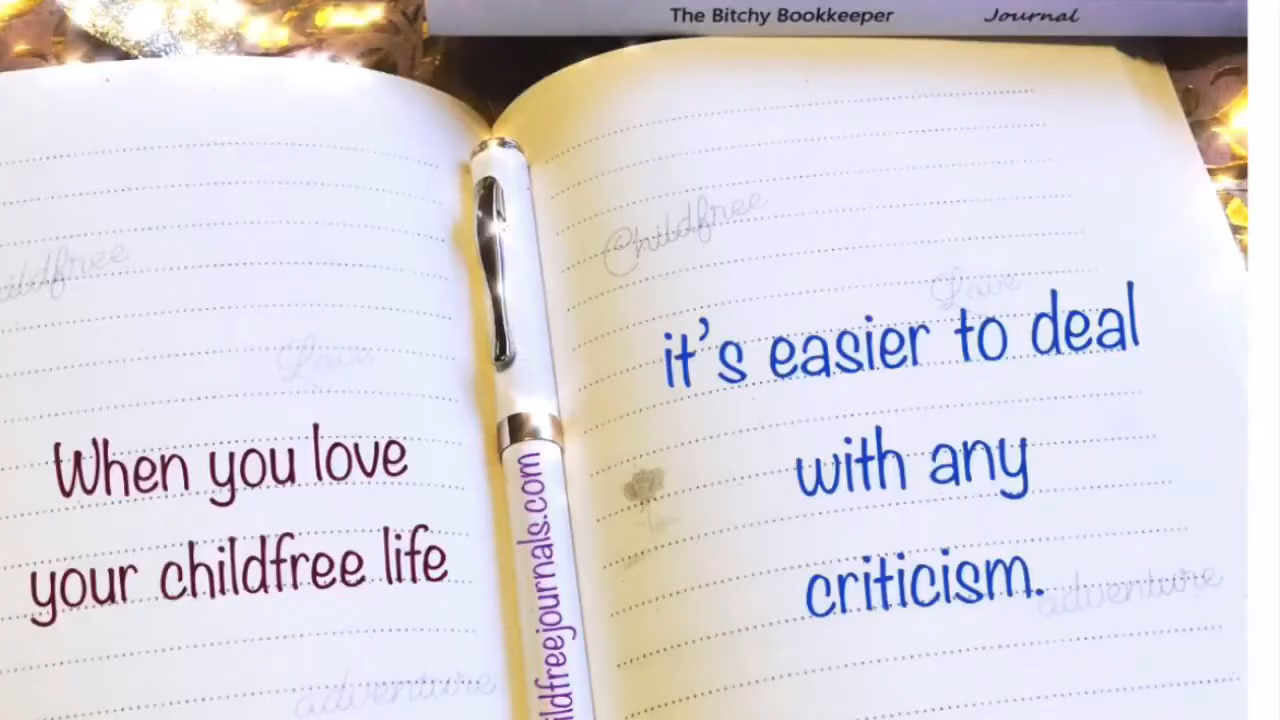 The Bitchy Bookkeeper Journal
Childfree
Love
When you love
your childfree life
adventure
ildfreejournals.com
Childfree
Love
it's easier to deal
with any
criticism.
adventure